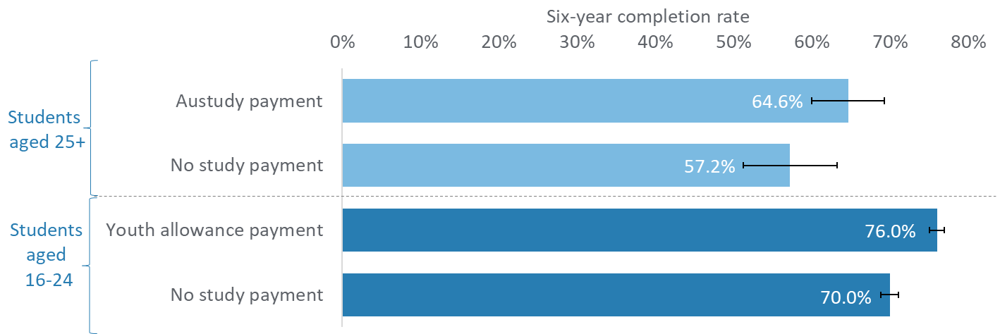 Six-year completion rate
0% 10% 20% 30% 40% 50% 60% 70% 80%
Students
aged 25+
Austudy payment
64.6%
No study payment
57.2%
Students
aged
16-24
Youth allowance payment
76.0%
No study payment
70.0%